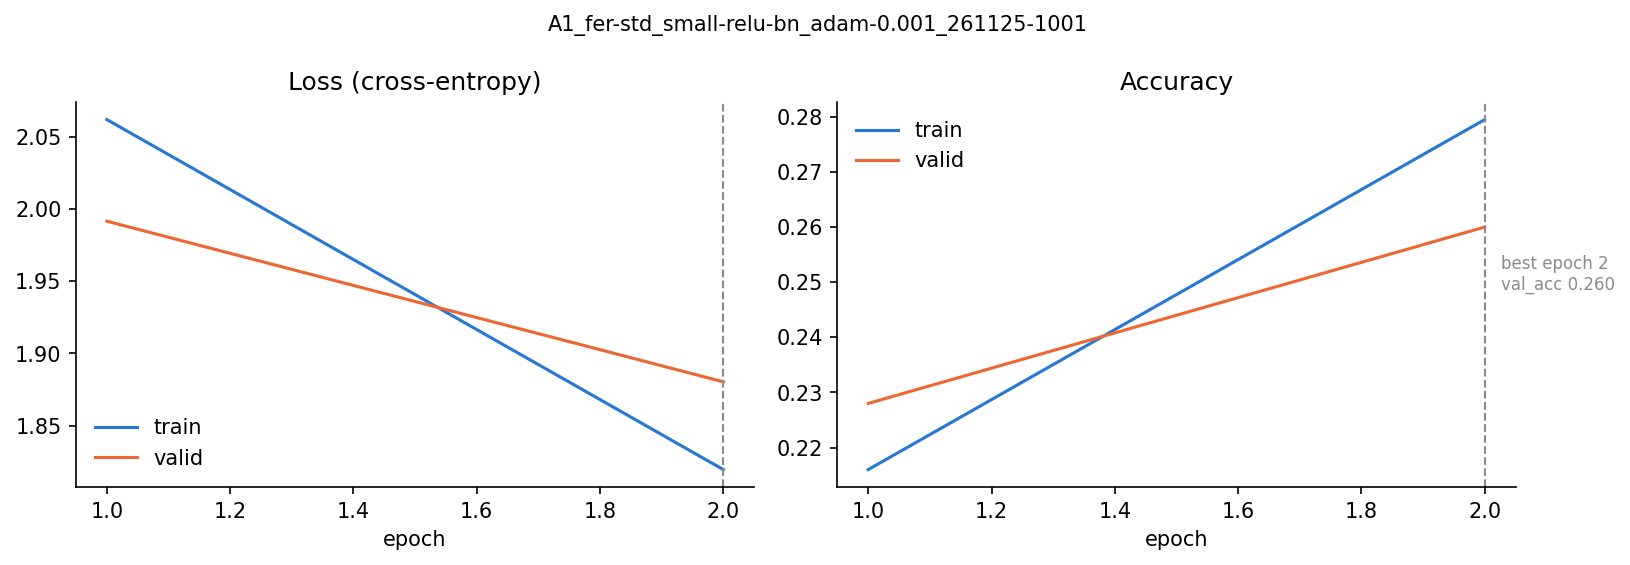 A1_fer-std_small-relu-bn_adam-0.001_261125-1001
Loss (cross-entropy)
2.05
2.00
1.95
1.90
1.85
train
valid
1.0 1.2 1.4 1.6 1.8 2.0
epoch
Accuracy
0.28
0.27
0.26
0.25
0.24
0.23
0.22
train
valid
best epoch 2
val_acc 0.260
1.0 1.2 1.4 1.6 1.8 2.0
epoch